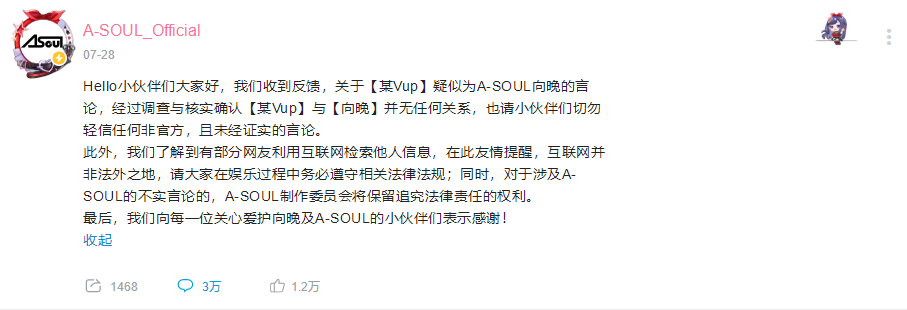 ASoul
A-SOUL_Official
07-28
Hello小伙伴们大家好，我们收到反馈，关于【某Vup】疑似为A-SOUL向晚的言
论，经过调查与核实确认【某Vup】与【向晚】并无任何关系，也请小伙伴们切勿
轻信任何非官方，且未经证实的言论。
此外，我们了解到有部分网友利用互联网检索他人信息，在此友情提醒，互联网并
非法外之地，请大家在娱乐过程中务必遵守相关法律法规；同时，对于涉及A-
SOUL的不实言论的，A-SOUL制作委员会将保留追究法律责任的权利。
最后，我们向每一位关心爱护向晚及A-SOUL的小伙伴们表示感谢！
收起
1468 3万 1.2万